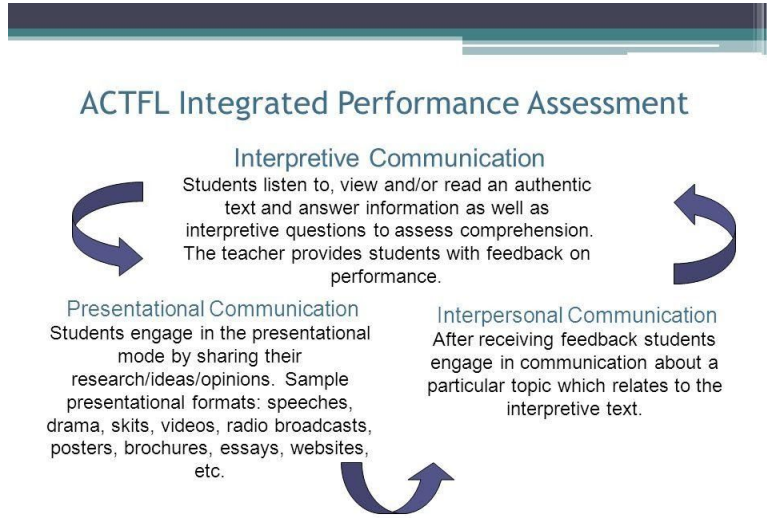 ACTFL Integrated Performance Assessment
Interpretive Communication
Students listen to, view and/or read an authentic
text and answer information as well as
interpretive questions to assess comprehension.
The teacher provides students with feedback on
performance.
Presentational Communication
Students engage in the presentational
mode by sharing their
research/ideas/opinions. Sample
presentational formats: speeches,
drama, skits, videos, radio broadcasts,
posters, brochures, essays, websites,
etc.
Interpersonal Communication
After receiving feedback students
engage in communication about a
particular topic which relates to the
interpretive text.